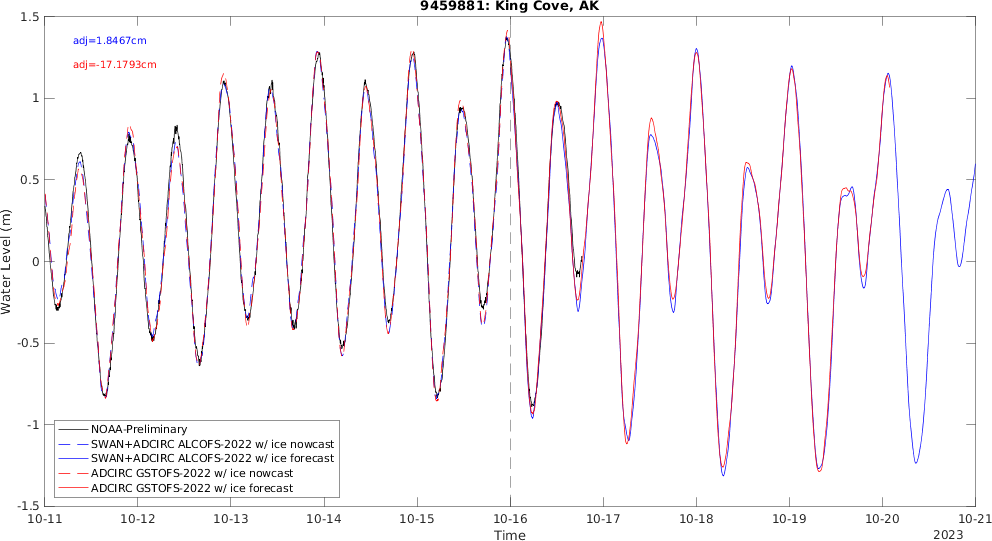 9459881: King Cove, AK
adj=1.8467cm
adj=-17.1793cm
Water Level (m)
1.5
1
0.5
0
-0.5
-1
-1.5
NOAA-Preliminary
SWAN+ADCIRC ALCOFS-2022 w/ ice nowcast
SWAN+ADCIRC ALCOFS-2022 w/ ice forecast
ADCIRC GSTOFS-2022 w/ ice nowcast
ADCIRC GSTOFS-2022 w/ ice forecast
10-11 10-12 10-13 10-14 10-15 10-16 10-17 10-18 10-19 10-20 10-21
Time
2023